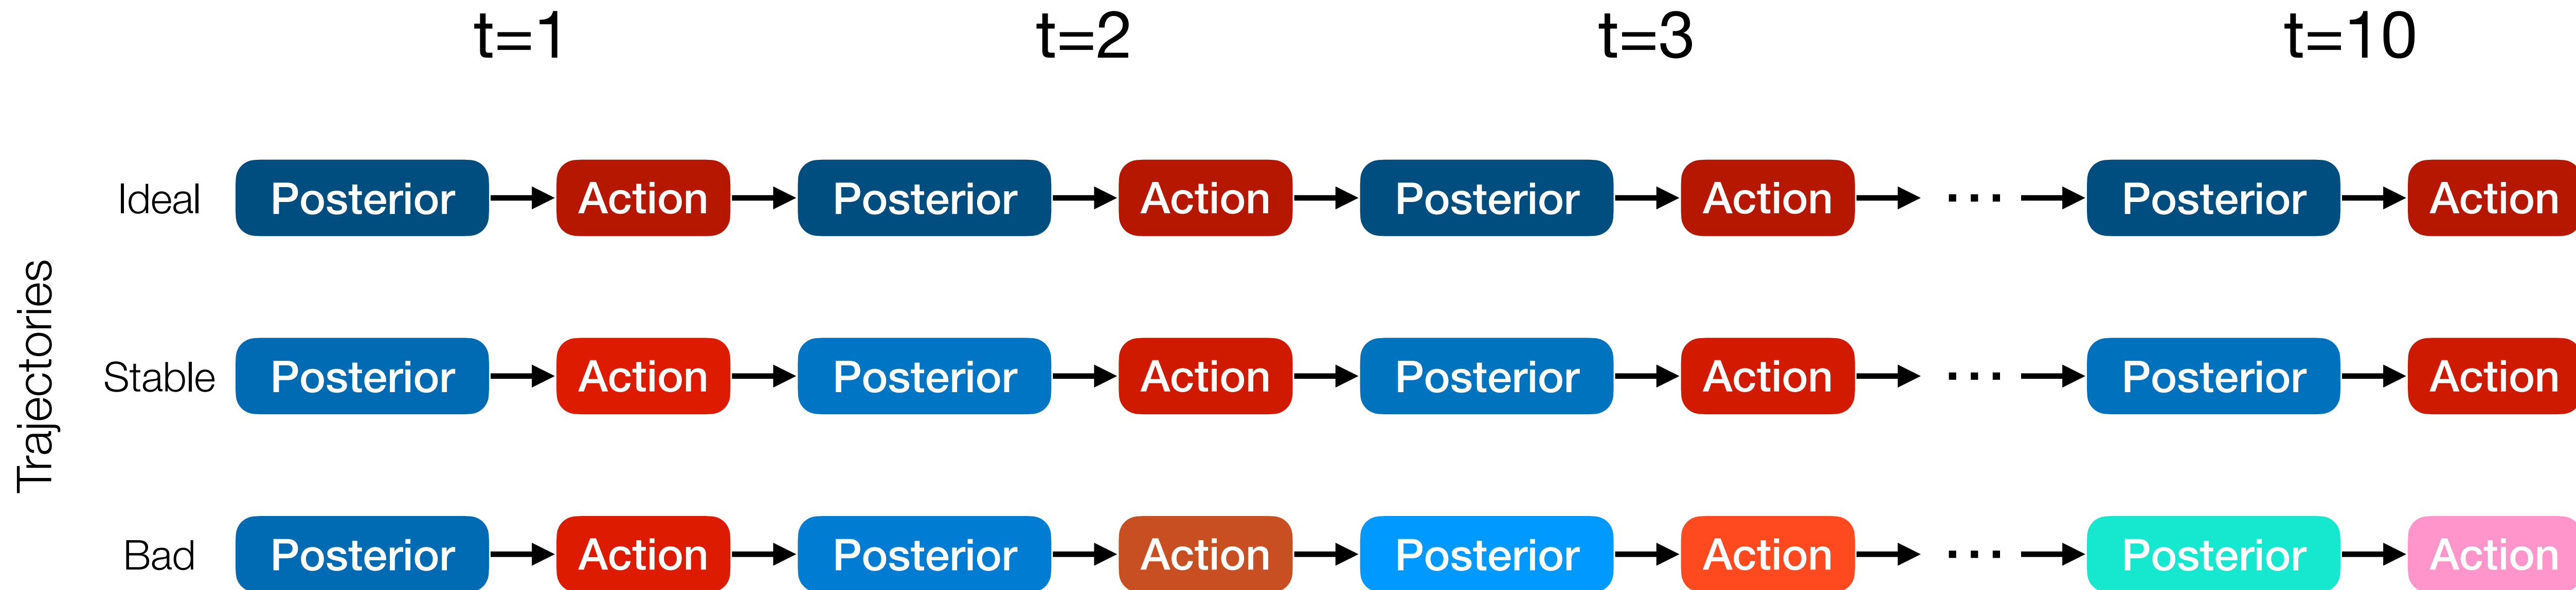 t=1 t=2 t=3 t=10
Ideal Posterior Action Posterior Action Posterior Action ... Posterior Action
Trajectories
Stable Posterior Action Posterior Action Posterior Action ... Posterior Action
Bad Posterior Action Posterior Action Posterior Action ... Posterior Action